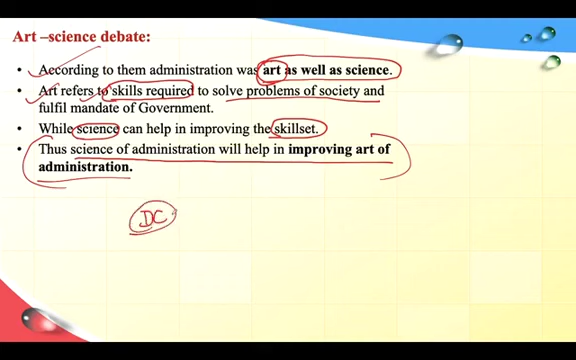 Art –science debate:
• According to them administration was art as well as science.
• Art refers to skills required to solve problems of society and
fulfil mandate of Government.
• While science can help in improving the skillset.
• Thus science of administration will help in improving art of
administration.
DC